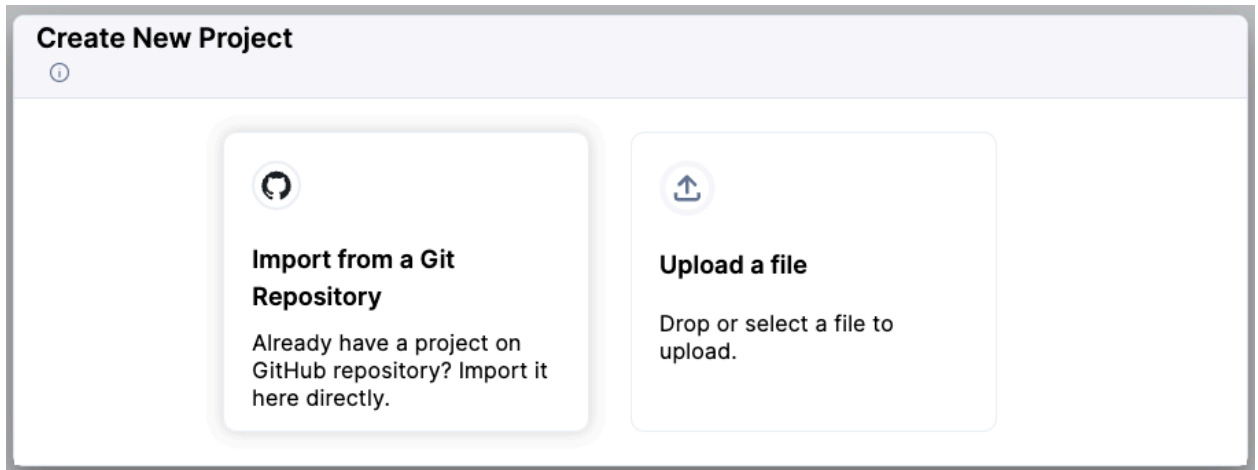 Create New Project
Import from a Git
Repository
Already have a project on
GitHub repository? Import it
here directly.
Upload a file
Drop or select a file to
upload.